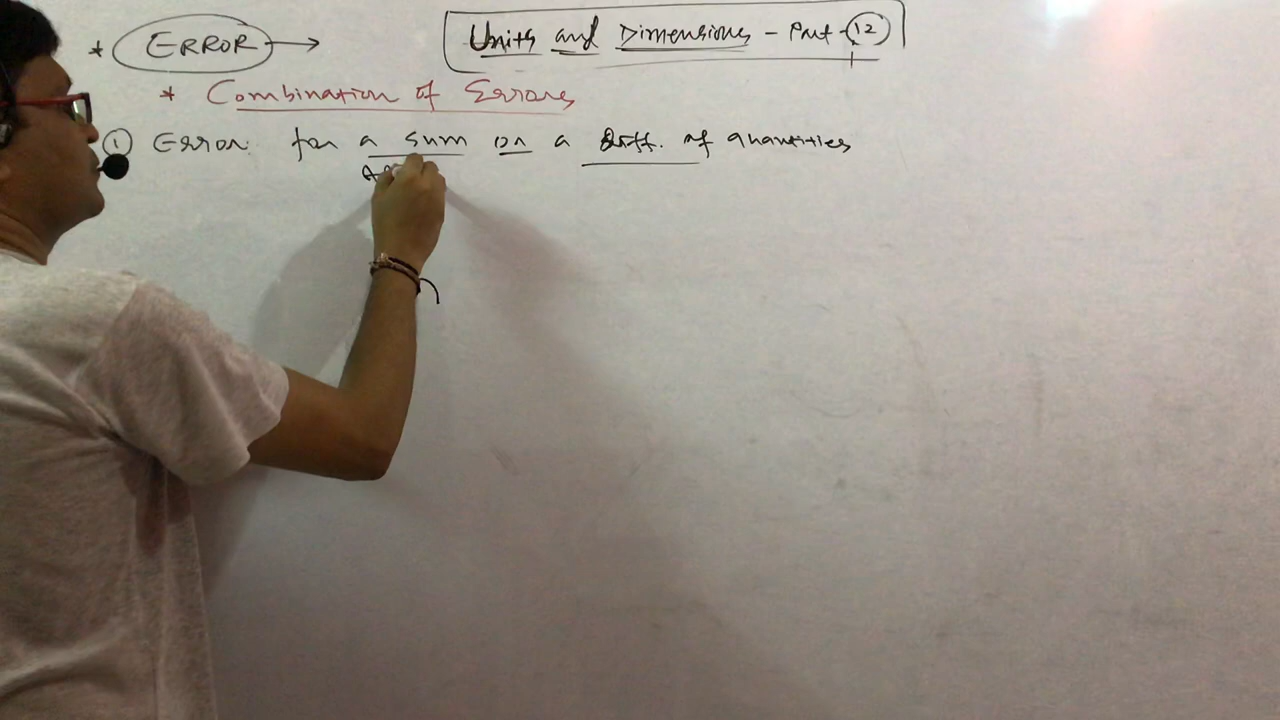 * ERROR →
Units and Dimensions - Part - 12
* Combination of Errors
① Error for a sum or a Diff. of quantities